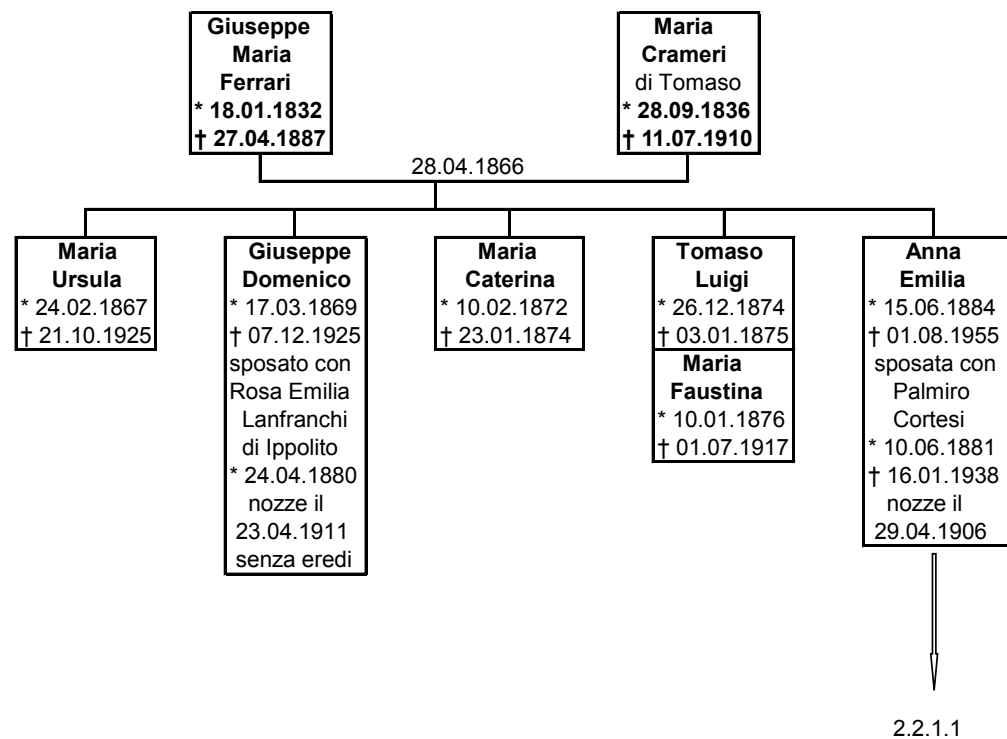 Giuseppe
Maria
Ferrari
* 18.01.1832
† 27.04.1887
Maria
Crameri
di Tomaso
* 28.09.1836
† 11.07.1910
28.04.1866
Maria
Ursula
* 24.02.1867
† 21.10.1925
Giuseppe
Domenico
* 17.03.1869
† 07.12.1925
sposato con
Rosa Emilia
Lanfranchi
di Ippolito
* 24.04.1880
nozze il
23.04.1911
senza eredi
Maria
Caterina
* 10.02.1872
† 23.01.1874
Tomaso
Luigi
* 26.12.1874
† 03.01.1875
Maria
Faustina
* 10.01.1876
† 01.07.1917
Anna
Emilia
* 15.06.1884
† 01.08.1955
sposata con
Palmiro
Cortesi
* 10.06.1881
† 16.01.1938
nozze il
29.04.1906
2.2.1.1